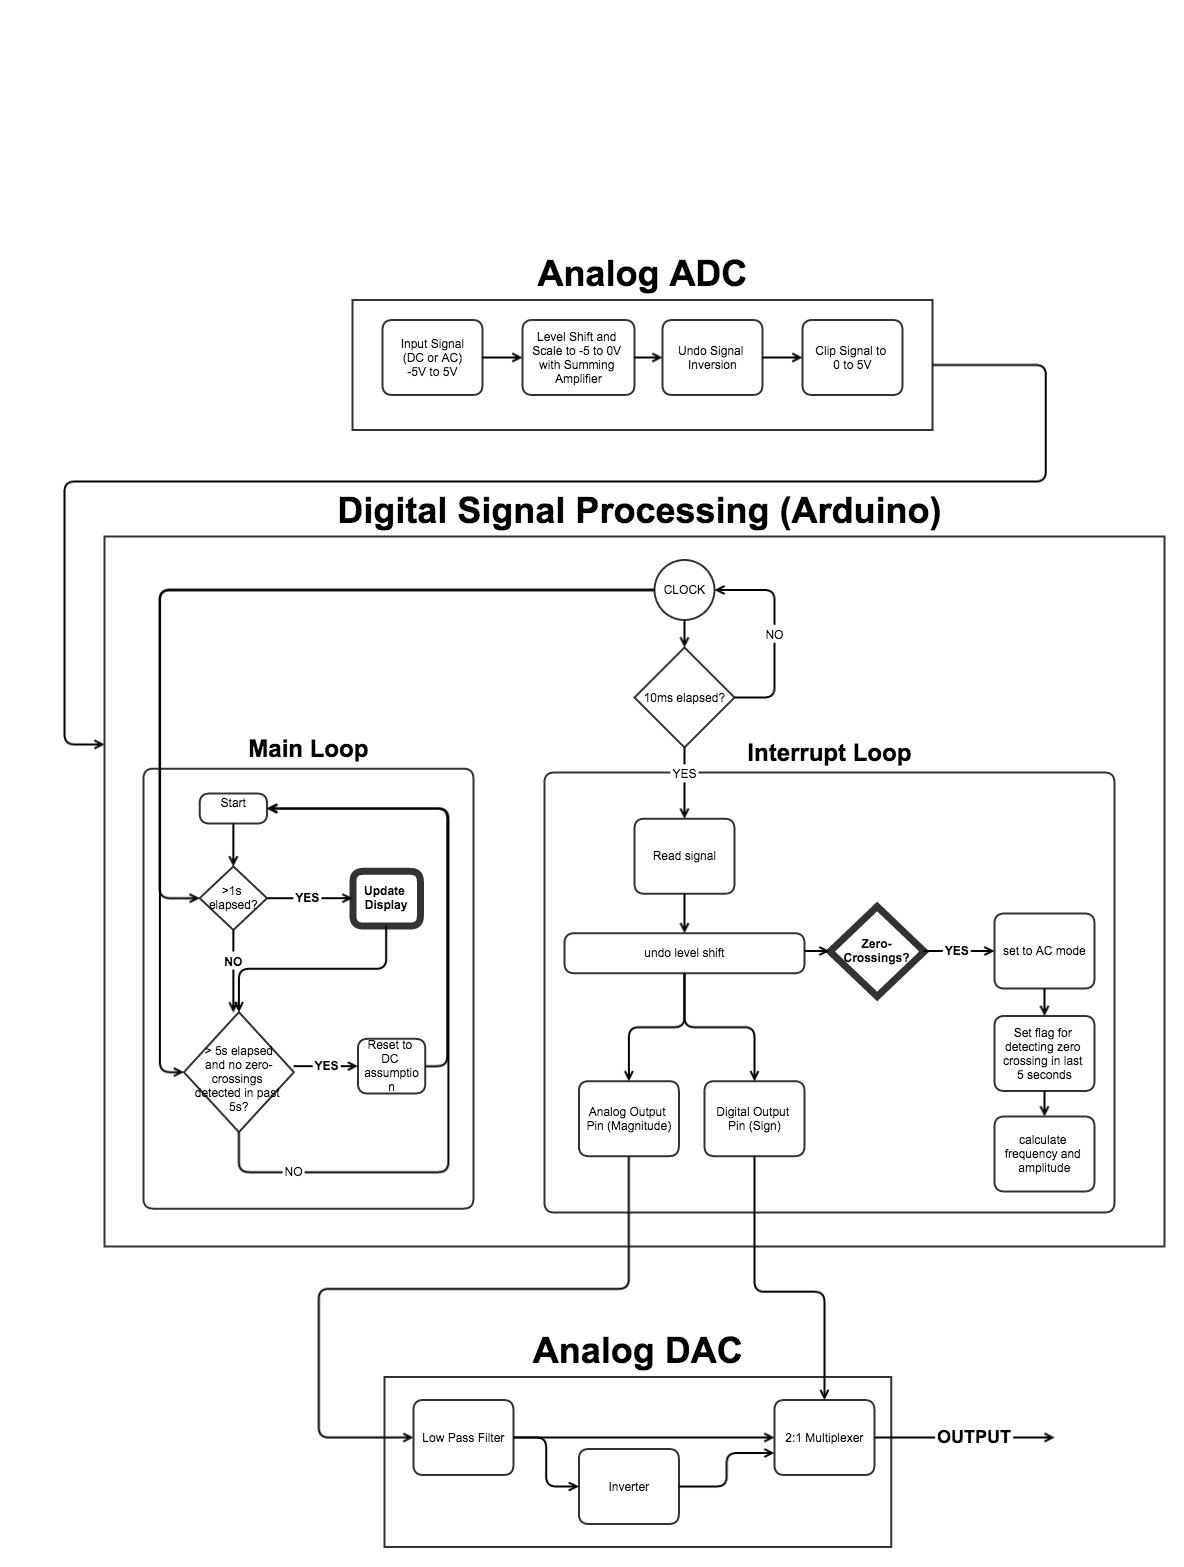 Analog ADC
Input Signal
(DC or AC)
-5V to 5V
Level Shift and
Scale to -5 to 0V
with Summing
Amplifier
Undo Signal
Inversion
Clip Signal to
0 to 5V
Digital Signal Processing (Arduino)
CLOCK
NO
10ms elapsed?
YES
Main Loop
Start
>1s
elapsed?
YES
Update
Display
NO
> 5s elapsed
and no zero-
crossings
detected in past
5s?
YES
Reset to
DC
assumptio
n
NO
Interrupt Loop
Read signal
undo level shift
Zero-
Crossings?
YES
set to AC mode
Set flag for
detecting zero
crossing in last
5 seconds
calculate
frequency and
amplitude
Analog Output
Pin (Magnitude)
Digital Output
Pin (Sign)
Analog DAC
Low Pass Filter
Inverter
2:1 Multiplexer
OUTPUT